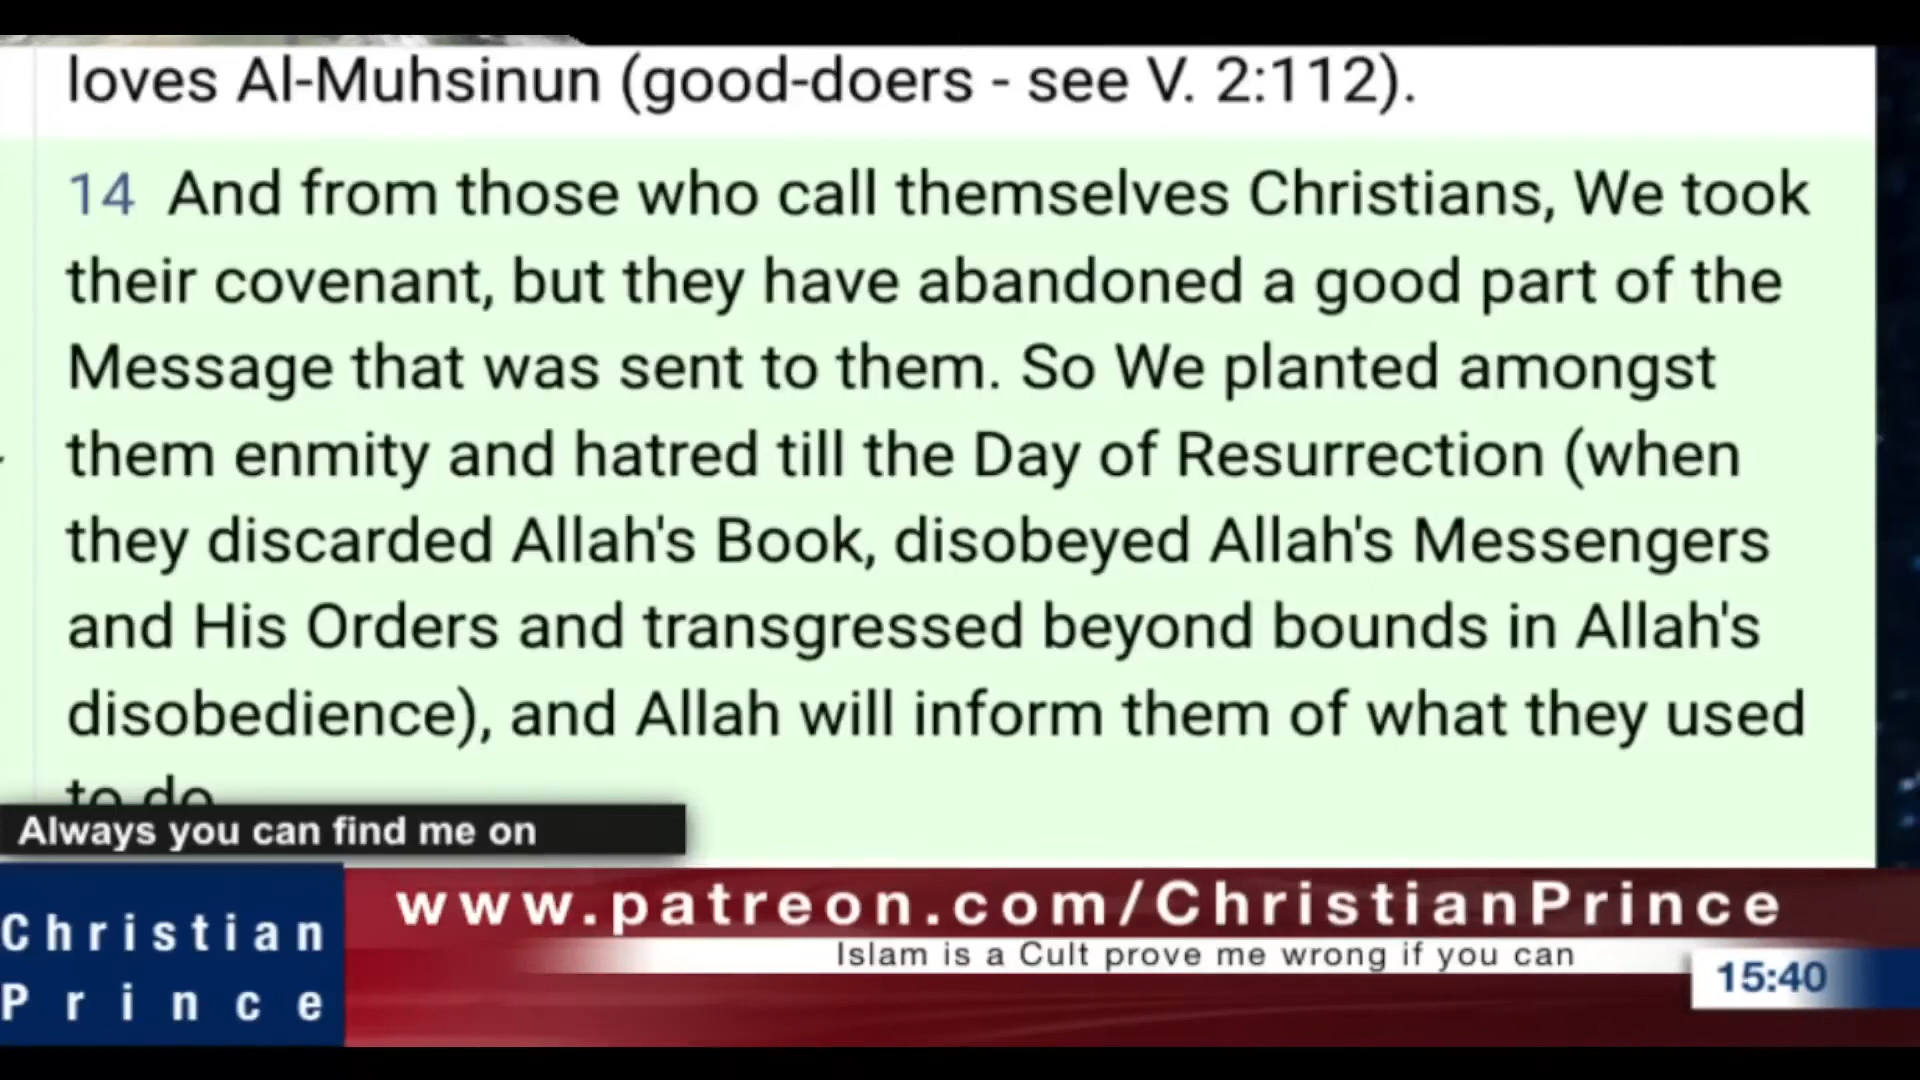 loves Al-Muhsinun (good-doers - see V. 2:112).
14 And from those who call themselves Christians, We took
their covenant, but they have abandoned a good part of the
Message that was sent to them. So We planted amongst
them enmity and hatred till the Day of Resurrection (when
they discarded Allah's Book, disobeyed Allah's Messengers
and His Orders and transgressed beyond bounds in Allah's
disobedience), and Allah will inform them of what they used
to do
Always you can find me on
Christian
Prince
www.patreon.com/ChristianPrince
Islam is a Cult prove me wrong if you can
15:40